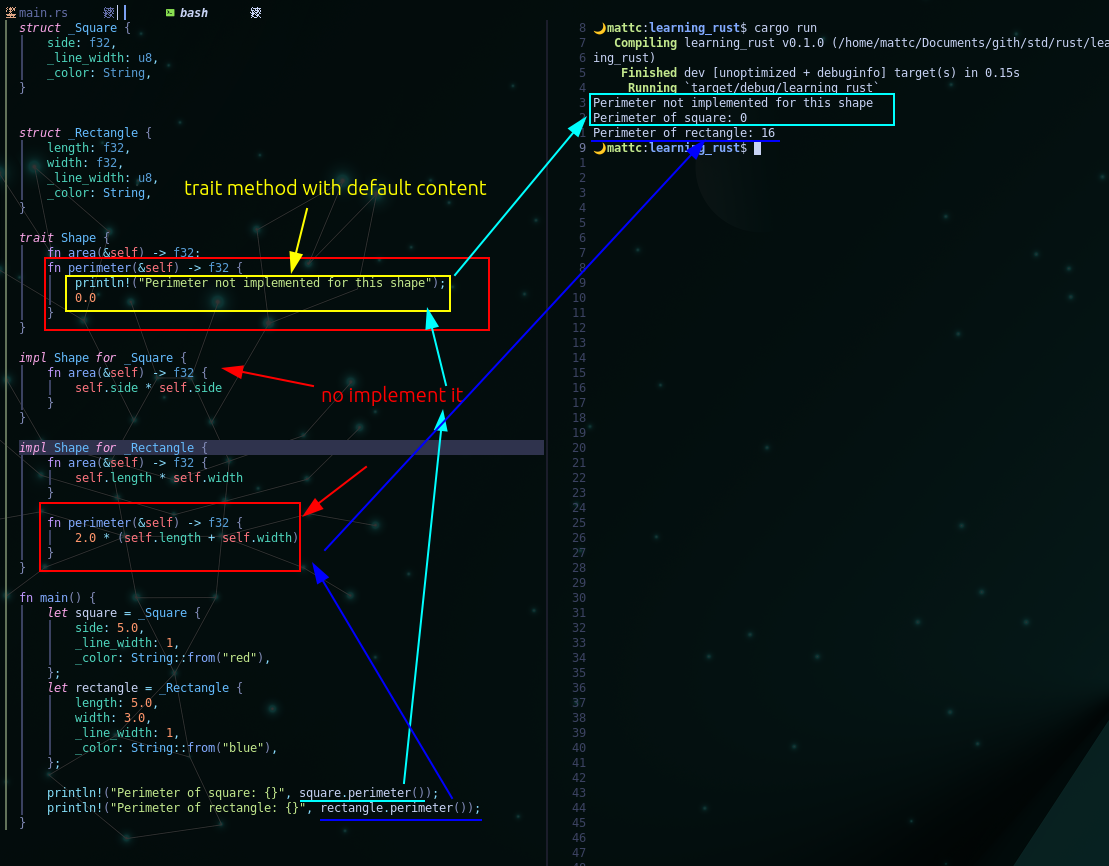 main.rs
bash
struct _Square {
    side: f32,
    _line_width: u8,
    _color: String,
}
struct _Rectangle {
    length: f32,
    width: f32,
    _line_width: u8,
    _color: String,
}
trait method with default content
trait Shape {
    fn area(&self) -> f32;
    fn perimeter(&self) -> f32 {
        println!("Perimeter not implemented for this shape");
        0.0
    }
}
impl Shape for _Square {
    fn area(&self) -> f32 {
        self.side * self.side
    }
}
no implement it
impl Shape for _Rectangle {
    fn area(&self) -> f32 {
        self.length * self.width
    }
    fn perimeter(&self) -> f32 {
        2.0 * (self.length + self.width)
    }
}
fn main() {
    let square = _Square {
        side: 5.0,
        _line_width: 1,
        _color: String::from("red"),
    };
    let rectangle = _Rectangle {
        length: 5.0,
        width: 3.0,
        _line_width: 1,
        _color: String::from("blue"),
    };
    println!("Perimeter of square: {}", square.perimeter());
    println!("Perimeter of rectangle: {}", rectangle.perimeter());
}
8 mattc:learning_rust$ cargo run
7    Compiling learning_rust v0.1.0 (/home/mattc/Documents/gith/std/rust/lea
6 ing_rust)
5     Finished dev [unoptimized + debuginfo] target(s) in 0.15s
4      Running `target/debug/learning_rust`
3 Perimeter not implemented for this shape
2 Perimeter of square: 0
1 Perimeter of rectangle: 16
9 mattc:learning_rust$
1
2
3
4
5
6
7
8
9
10
11
12
13
14
15
16
17
18
19
20
21
22
23
24
25
26
27
28
29
30
31
32
33
34
35
36
37
38
39
40
41
42
43
44
45
46
47